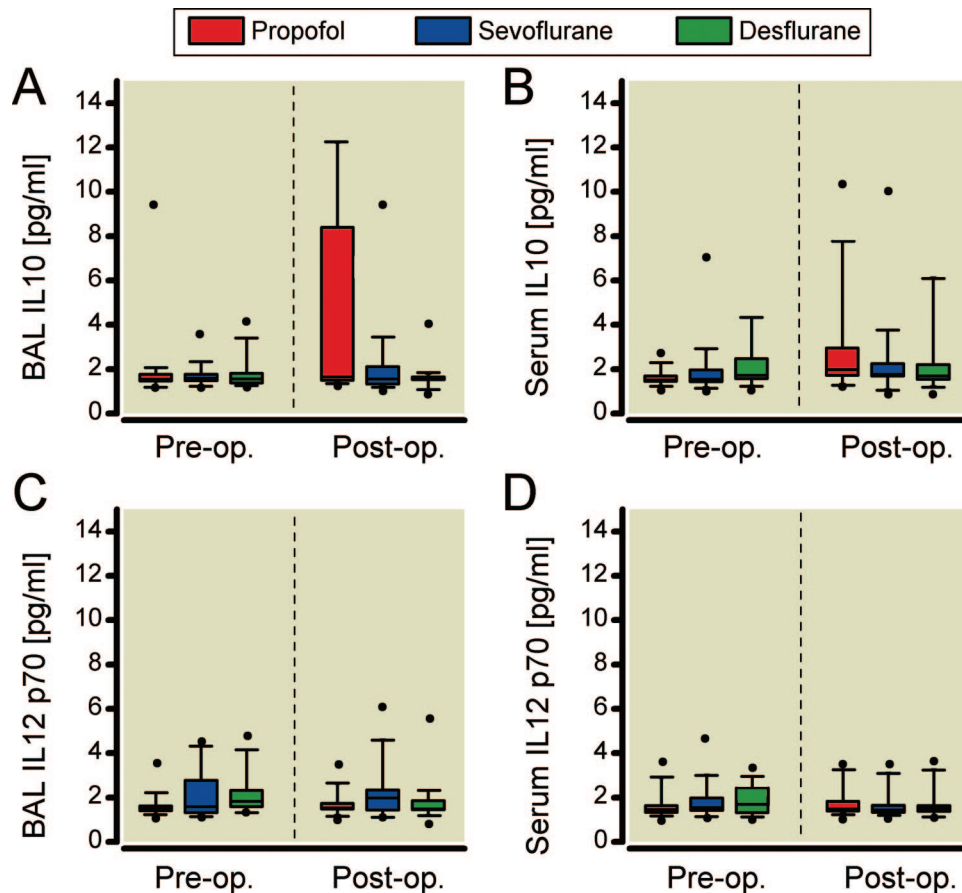 Propofol Sevoflurane Desflurane
A
BAL IL10 [pg/ml]
14
12
10
8
6
4
2
0
Pre-op. Post-op.
B
Serum IL10 [pg/ml]
14
12
10
8
6
4
2
0
Pre-op. Post-op.
C
BAL IL12 p70 [pg/ml]
14
12
10
8
6
4
2
0
Pre-op. Post-op.
D
Serum IL12 p70 [pg/ml]
14
12
10
8
6
4
2
0
Pre-op. Post-op.